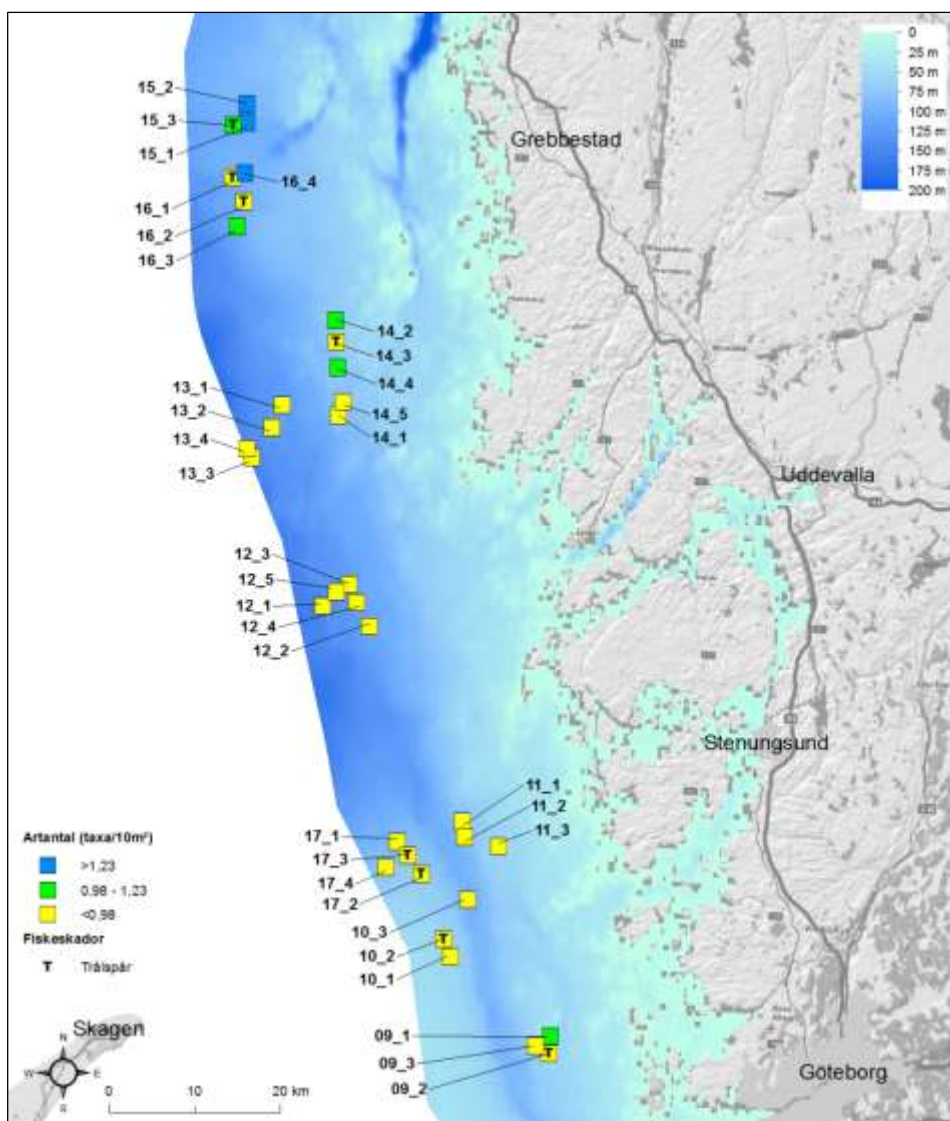 0
25 m
50 m
75 m
100 m
125 m
150 m
175 m
200 m
15_2
15_3
15_1
Grebbestad
16_4
16_1
16_2
16_3
14_2
14_3
14_4
13_1
14_5
13_2
14_1
13_4
13_3
Uddevalla
12_3
12_5
12_1
12_4
12_2
Stenungsund
11_1
11_2
11_3
17_1
17_3
17_4
17_2
Artantal (taxa/10m²)
>1,23
0,98 - 1,23
<0,98
Fiskeskador
T Trålspår
10_3
10_2
10_1
Skagen
N
W E
S
09_1
09_3
09_2
Göteborg
0 10 20 km